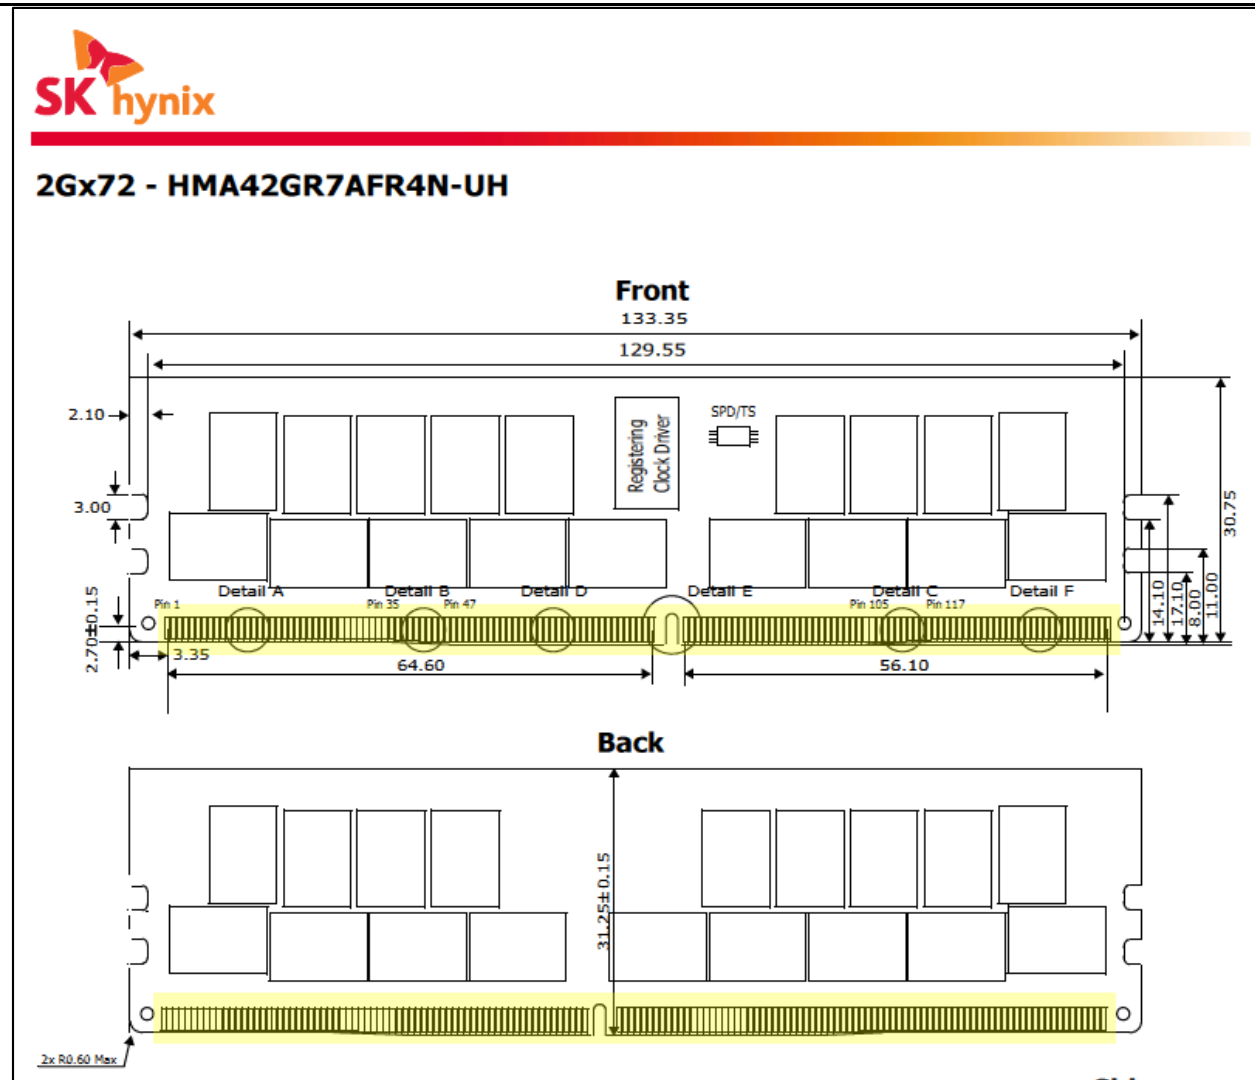 SK hynix
2Gx72 - HMA42GR7AFR4N-UH
Front
133.35
129.55
2.10
SPD/TS
Registering
Clock Driver
3.00
30.75
Detail A
Detail B
Detail D
Detail E
Detail C
Detail F
Pin 1
Pin 35
Pin 47
Pin 105
Pin 117
2.70±0.15
14.10
17.10
8.00
11.00
3.35
64.60
56.10
Back
31.25±0.15
2x R0.60 Max